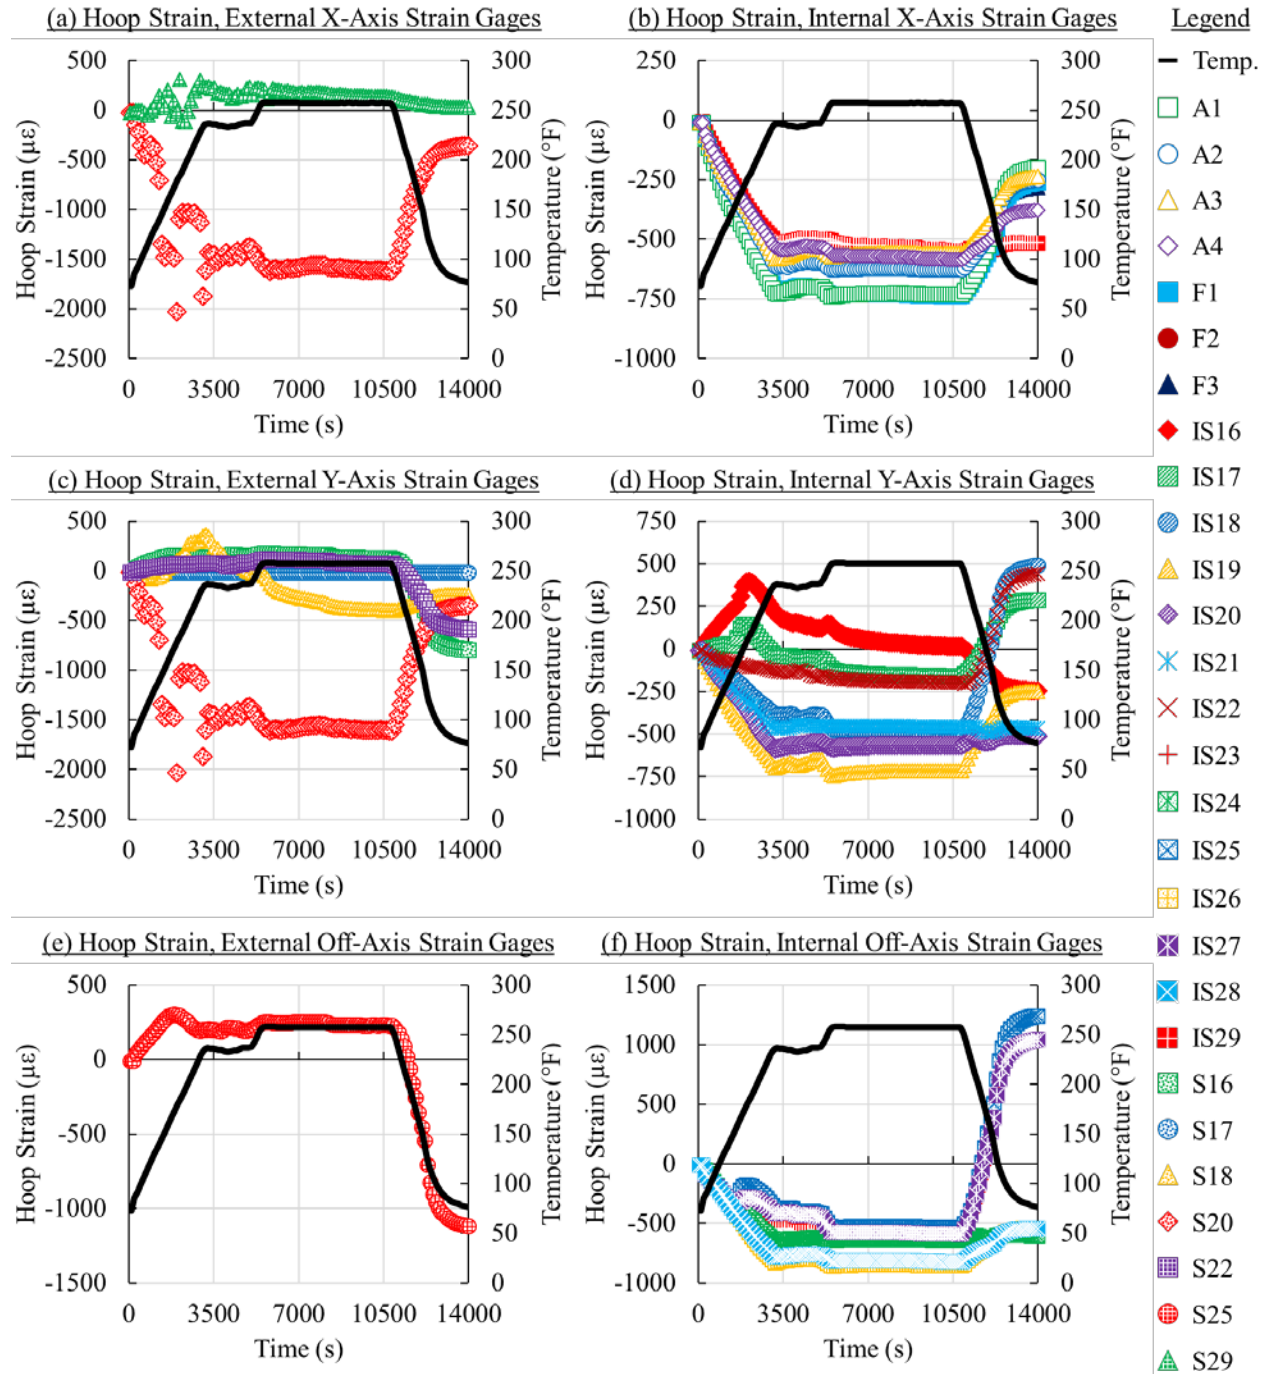 (a) Hoop Strain, External X-Axis Strain Gages
500
0
-500
-1000
-1500
-2000
-2500
Hoop Strain (με)
300
250
200
150
100
50
0
Temperature (°F)
0 3500 7000 10500 14000
Time (s)
(b) Hoop Strain, Internal X-Axis Strain Gages
250
0
-250
-500
-750
-1000
Hoop Strain (με)
300
250
200
150
100
50
0
Temperature (°F)
0 3500 7000 10500 14000
Time (s)
(c) Hoop Strain, External Y-Axis Strain Gages
500
0
-500
-1000
-1500
-2000
-2500
Hoop Strain (με)
300
250
200
150
100
50
0
Temperature (°F)
0 3500 7000 10500 14000
Time (s)
(d) Hoop Strain, Internal Y-Axis Strain Gages
750
500
250
0
-250
-500
-750
-1000
Hoop Strain (με)
300
250
200
150
100
50
0
Temperature (°F)
0 3500 7000 10500 14000
Time (s)
(e) Hoop Strain, External Off-Axis Strain Gages
500
0
-500
-1000
-1500
Hoop Strain (με)
300
250
200
150
100
50
0
Temperature (°F)
0 3500 7000 10500 14000
Time (s)
(f) Hoop Strain, Internal Off-Axis Strain Gages
1500
1000
500
0
-500
-1000
Hoop Strain (με)
300
250
200
150
100
50
0
Temperature (°F)
0 3500 7000 10500 14000
Time (s)
Legend
Temp.
A1
A2
A3
A4
F1
F2
F3
IS16
IS17
IS18
IS19
IS20
IS21
IS22
IS23
IS24
IS25
IS26
IS27
IS28
IS29
S16
S17
S18
S20
S22
S25
S29